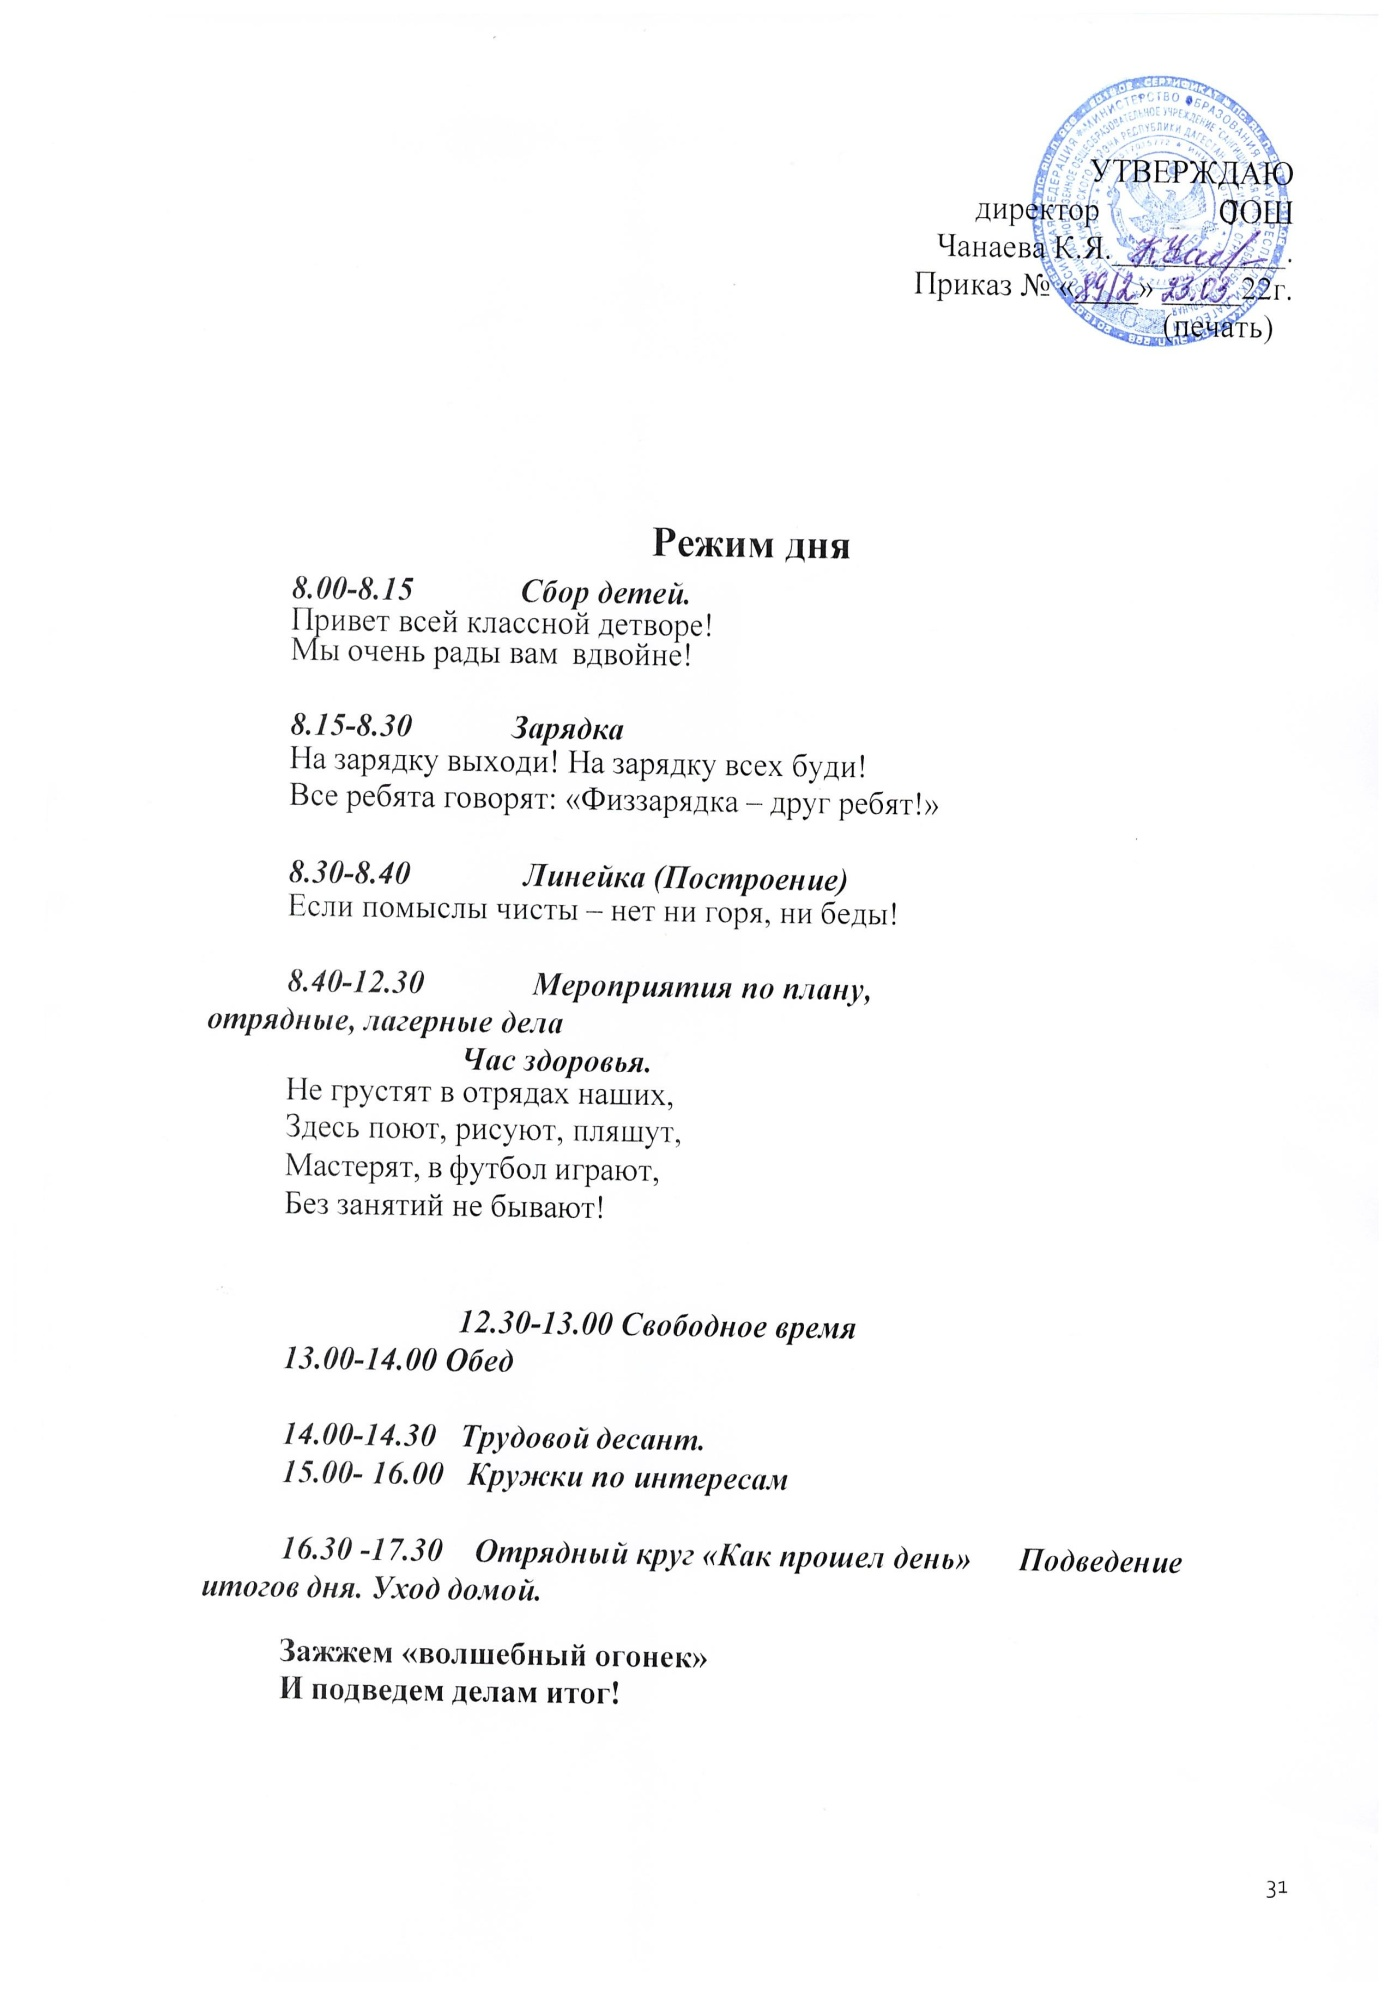 УТВЕРЖДАЮ
директор ООШ
Чанаева К.Я. .
Приказ № «89/2» 23.03.22г.
(печать)
Режим дня
8.00-8.15 Сбор детей.
Привет всей классной детворе!
Мы очень рады вам вдвойне!
8.15-8.30 Зарядка
На зарядку выходи! На зарядку всех буди!
Все ребята говорят: «Физзарядка – друг ребят!»
8.30-8.40 Линейка (Построение)
Если помыслы чисты – нет ни горя, ни беды!
8.40-12.30 Мероприятия по плану,
отрядные, лагерные дела
Час здоровья.
Не грустят в отрядах наших,
Здесь поют, рисуют, пляшут,
Мастерят, в футбол играют,
Без занятий не бывают!
12.30-13.00 Свободное время
13.00-14.00 Обед
14.00-14.30 Трудовой десант.
15.00- 16.00 Кружки по интересам
16.30 -17.30 Отрядный круг «Как прошел день» Подведение
итогов дня. Уход домой.
Зажжем «волшебный огонек»
И подведем делам итог!
31